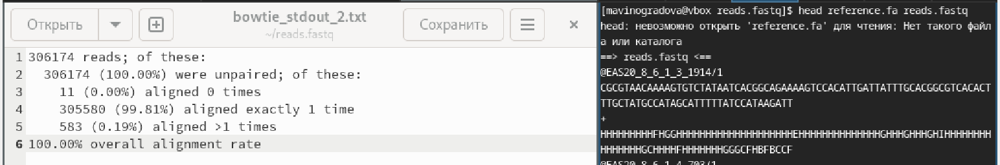 Открыть
bowtie_stdout_2.txt
~/reads.fastq
Сохранить
1 306174 reads; of these:
2 306174 (100.00%) were unpaired; of these:
3 11 (0.00%) aligned 0 times
4 305580 (99.81%) aligned exactly 1 time
5 583 (0.19%) aligned >1 times
6 100.00% overall alignment rate
[mavinogradova@vbox reads.fastq]$ head reference.fa reads.fastq
head: невозможно открыть 'reference.fa' для чтения: Нет такого файл
а или каталога
==> reads.fastq <==
@EAS20_8_6_1_3_1914/1
CGCGTAACAAAAGTGTCTATAATCACGGCAGAAAAGTCCACATTGATTATTTGCACGGCGTCACACT
TTGCTATGCCATAGCATTTTTATCCATAAGATT
+
HHHHHHHHHFHGGHHHHHHHHHHHHHHHHHHHHEHHHHHHHHHHHHHHGHHHGHHHGHIHHHHHHHH
HHHHHHHGCHHHHFHHHHHHHGGGCFHBFBCCF
@EAS20_8_6_1_4_703/1